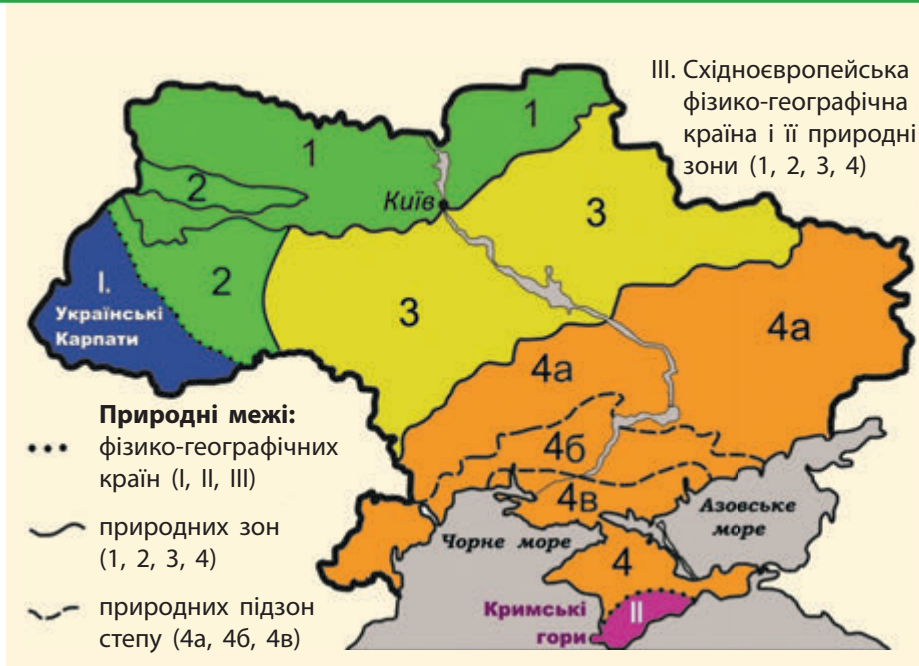 III. Східноєвропейська
фізико-географічна
країна і її природні
зони (1, 2, 3, 4)
1
1
2
Київ
3
2
I.
Українські
Карпати
3
4а
4а
Природні межі:
фізико-географічних
країн (I, II, III)
4б
4в
Азовське
море
природних зон
(1, 2, 3, 4)
Чорне море
4
природних підзон
степу (4а, 4б, 4в)
Кримські
гори
II